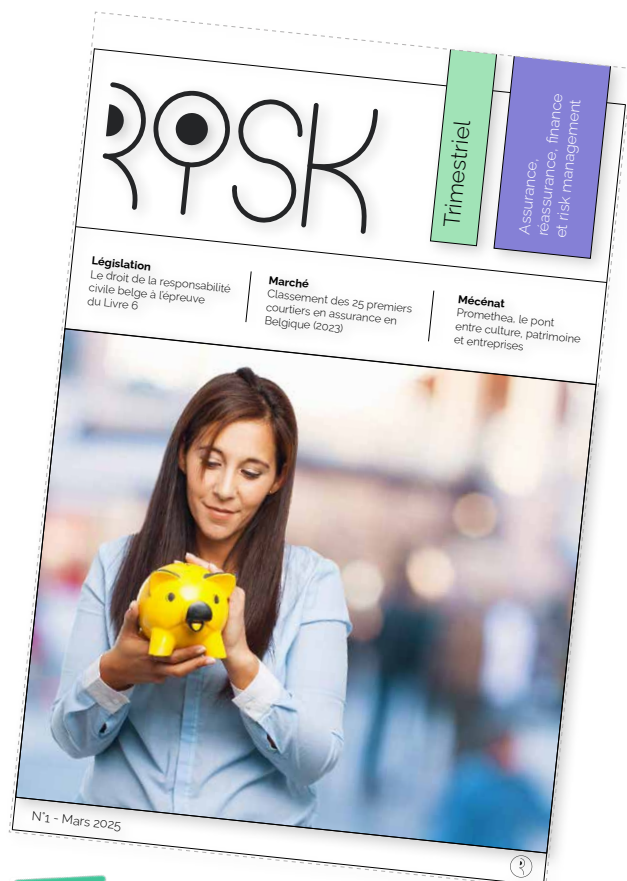 RISK
Trimestriel
Assurance,
réassurance, finance
et risk management
Législation
Le droit de la responsabilité
civile belge à l'épreuve
du Livre 6
Marché
Classement des 25 premiers
courtiers en assurance en
Belgique (2023)
Mécénat
Promethea, le pont
entre culture, patrimoine
et entreprises
N°1 - Mars 2025
R